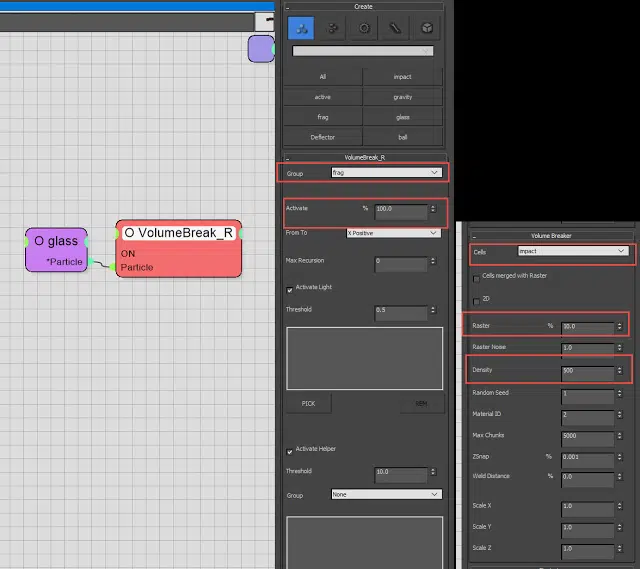 O glass
*Particle
O VolumeBreak_R
ON
Particle
Create
All impact
active gravity
frag glass
Deflector ball
VolumeBreak_R
Group frag
Activate % 100.0
From To X Positive
Max Recursion 0
Activate Light
Threshold 0.5
PICK
Activate Helper
Threshold 10.0
Group None
Volume Breaker
Cells impact
Cells merged with Raster
2D
Raster % 10.0
Raster Noise 1.0
Density 500
Random Seed 1
Material ID 2
Max Chunks 5000
ZSnap % 0.001
Weld Distance % 0.0
Scale X 1.0
Scale Y 1.0
Scale Z 1.0